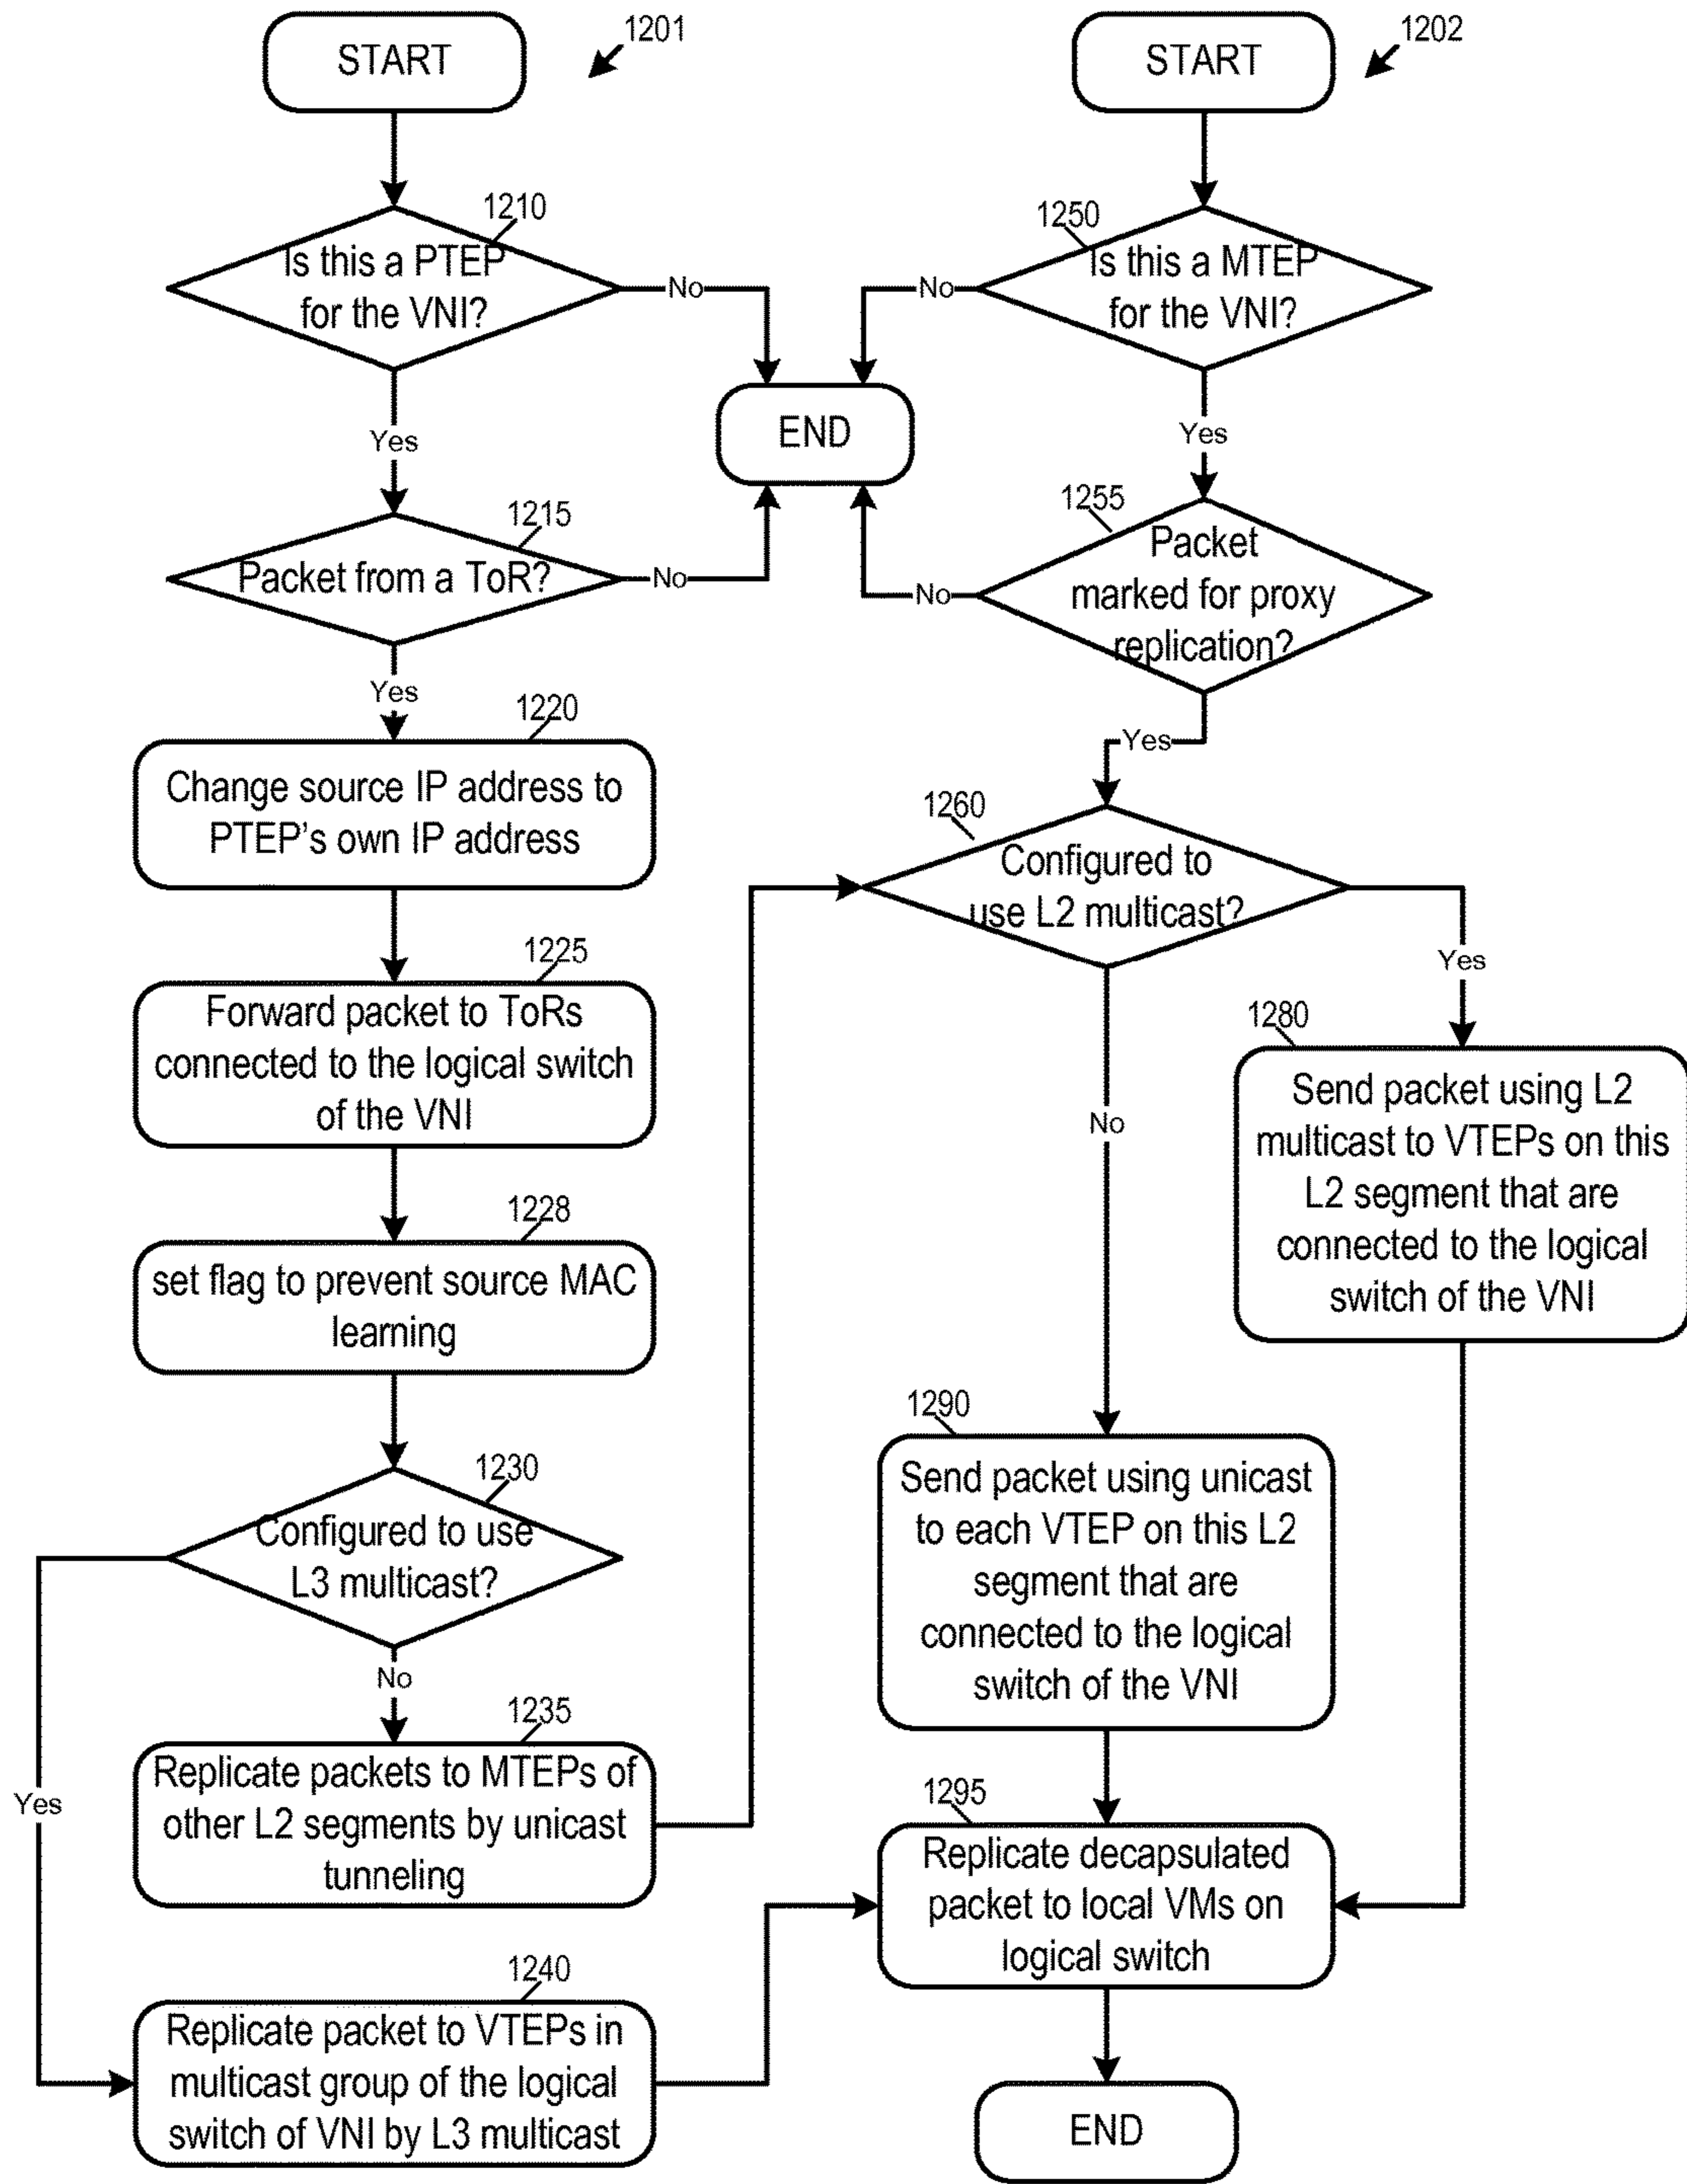 START
1201
1210
Is this a PTEP
for the VNI?
No
Yes
1215
Packet from a ToR?
No
Yes
1220
Change source IP address to
PTEP's own IP address
1225
Forward packet to ToRs
connected to the logical switch
of the VNI
1228
set flag to prevent source MAC
learning
1230
Configured to use
L3 multicast?
No
Yes
1235
Replicate packets to MTEPs of
other L2 segments by unicast
tunneling
1240
Replicate packet to VTEPs in
multicast group of the logical
switch of VNI by L3 multicast
END
START
1202
1250
Is this a MTEP
for the VNI?
No
Yes
1255
Packet
marked for proxy
replication?
No
Yes
1260
Configured to
use L2 multicast?
Yes
No
1280
Send packet using L2
multicast to VTEPs on this
L2 segment that are
connected to the logical
switch of the VNI
1290
Send packet using unicast
to each VTEP on this L2
segment that are
connected to the logical
switch of the VNI
1295
Replicate decapsulated
packet to local VMs on
logical switch
END